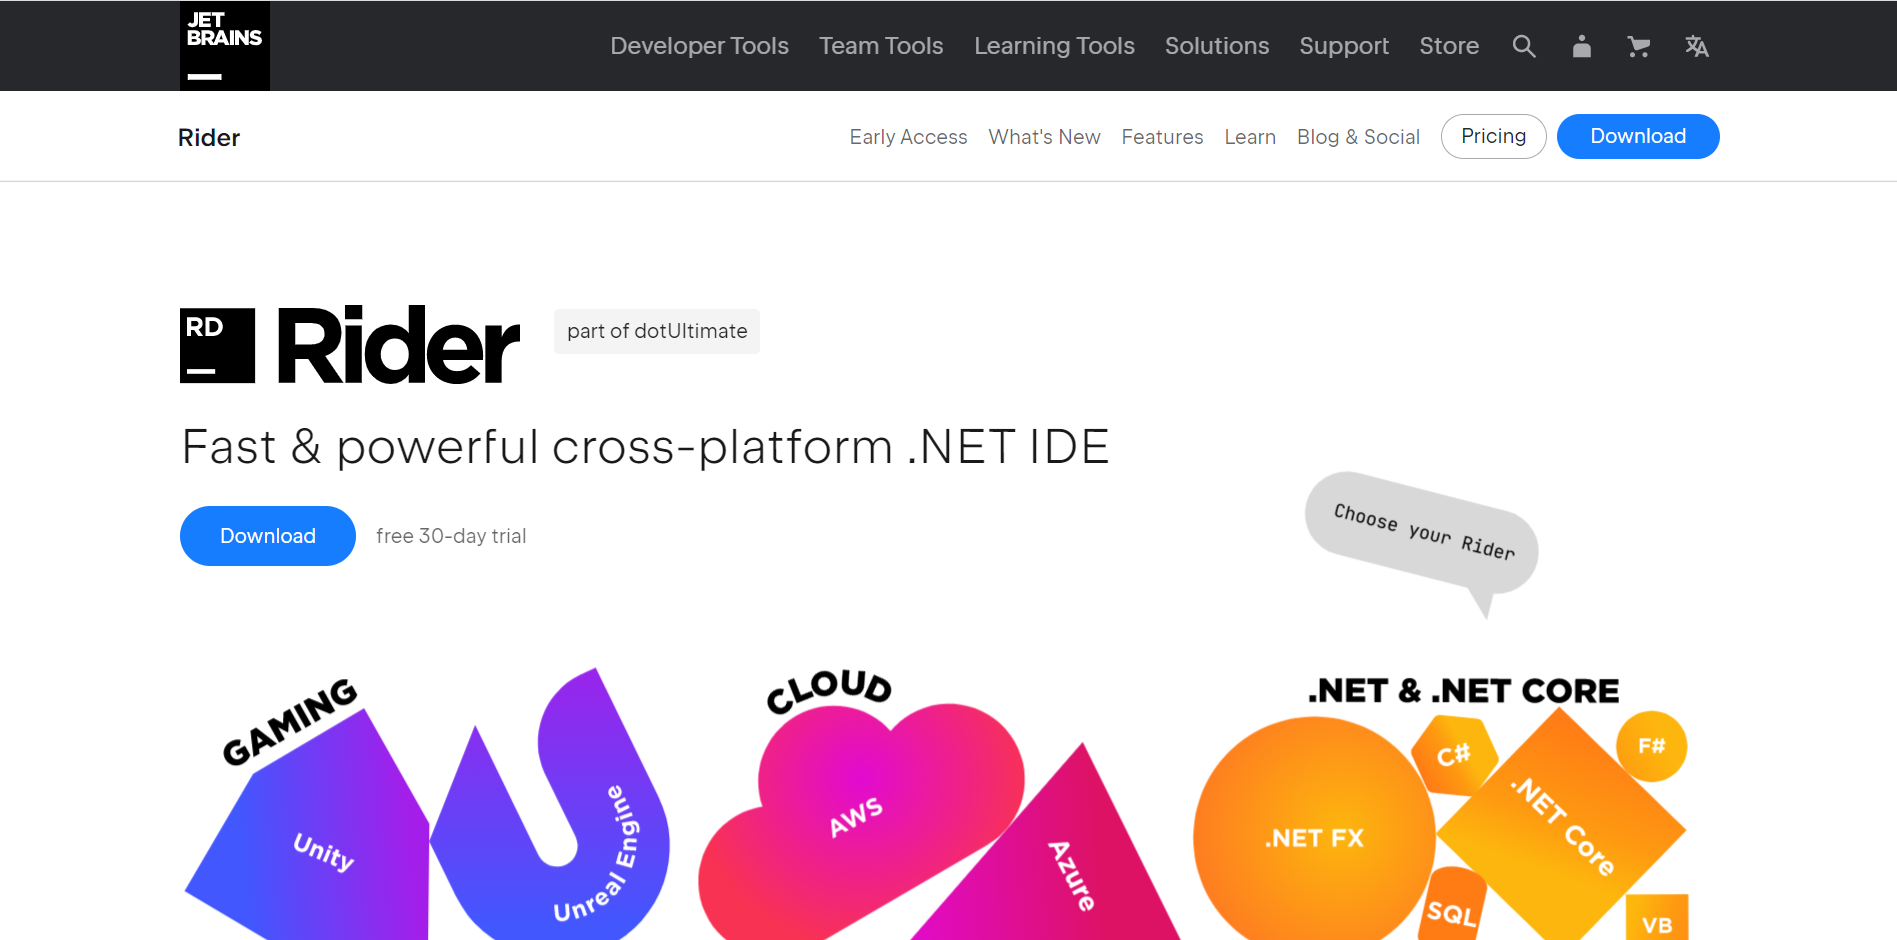 JET
BRAINS
Developer Tools Team Tools Learning Tools Solutions Support Store
Rider
Early Access What's New Features Learn Blog & Social Pricing Download
RD
Rider
part of dotUltimate
Fast & powerful cross-platform .NET IDE
Download
free 30-day trial
Choose your Rider
GAMING
Unity
Unreal Engine
CLOUD
AWS
Azure
.NET & .NET CORE
.NET FX
C#
.NET Core
F#
SQL
VB